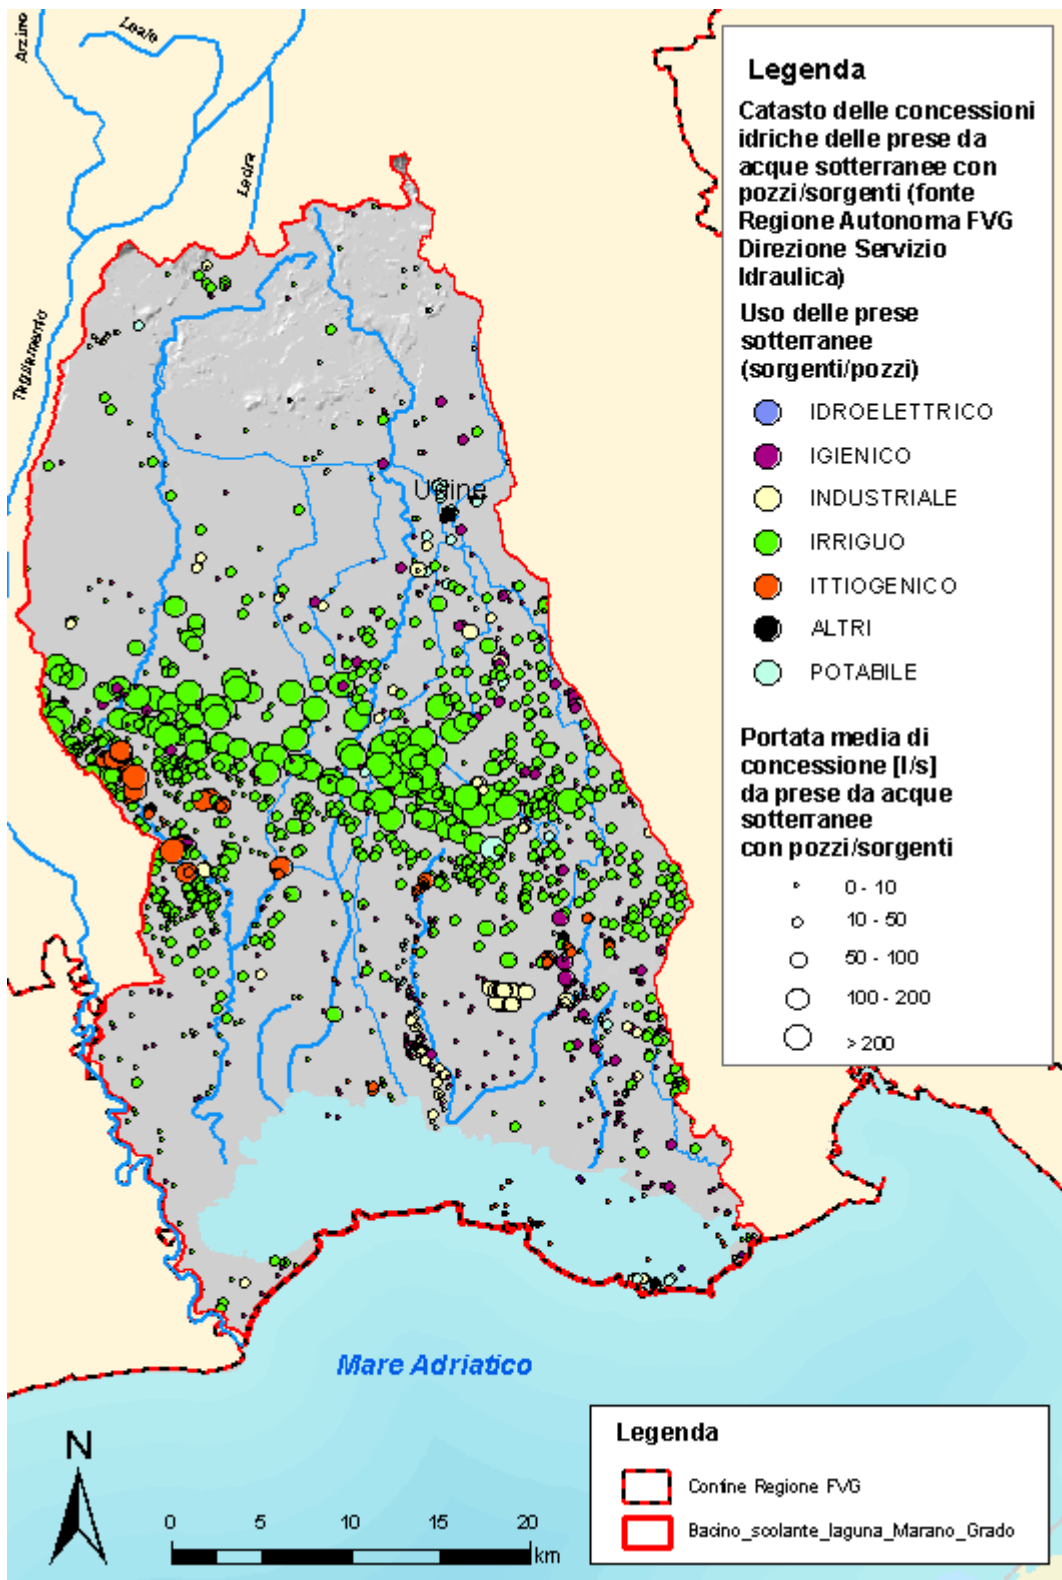 Arzino
Leale
Ledra
Tagliamento
Udine
Legenda
Catasto delle concessioni
idriche delle prese da
acque sotterranee con
pozzi/sorgenti (fonte
Regione Autonoma FVG
Direzione Servizio
Idraulica)
Uso delle prese
sotterranee
(sorgenti/pozzi)
IDROELETTRICO
IGIENICO
INDUSTRIALE
IRRIGUO
ITTIOGENICO
ALTRI
POTABILE
Portata media di
concessione [l/s]
da prese da acque
sotterranee
con pozzi/sorgenti
0 - 10
10 - 50
50 - 100
100 - 200
> 200
Mare Adriatico
N
0 5 10 15 20
km
Legenda
Confine Regione FVG
Bacino_scolante_laguna_Marano_Grado